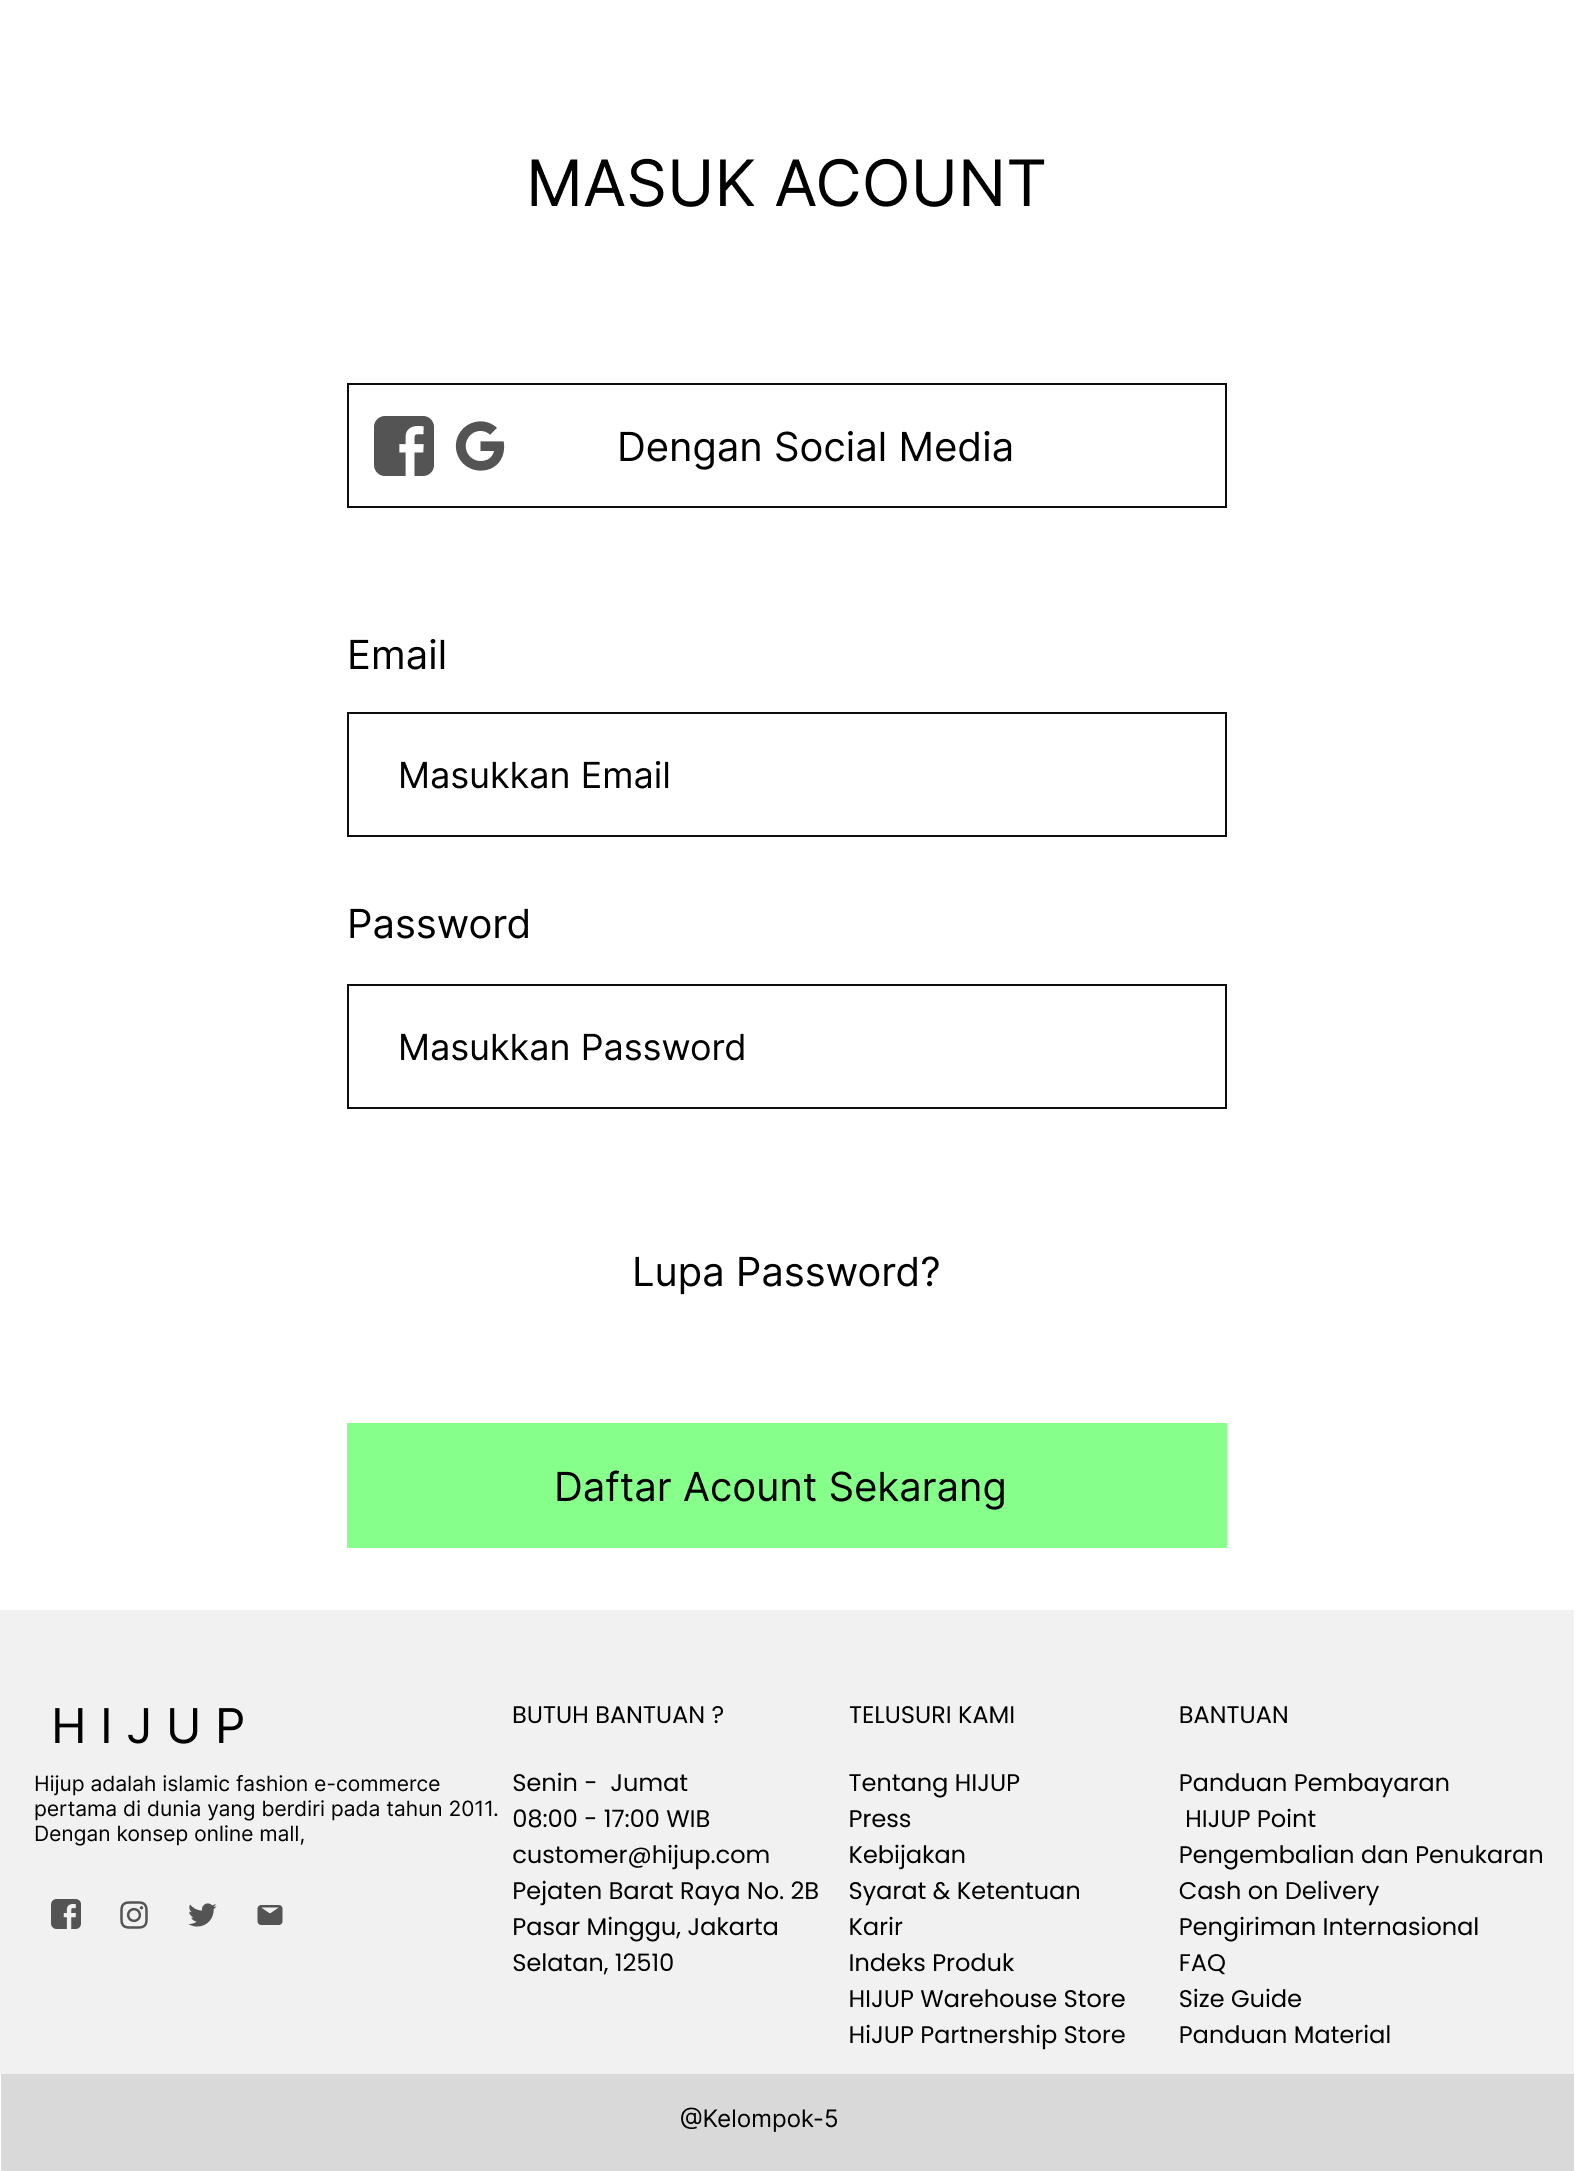 MASUK ACOUNT
Dengan Social Media
Email
Masukkan Email
Password
Masukkan Password
Lupa Password?
Daftar Acount Sekarang
HIJUP
Hijup adalah islamic fashion e-commerce
pertama di dunia yang berdiri pada tahun 2011.
Dengan konsep online mall,
BUTUH BANTUAN ?
Senin - Jumat
08:00 - 17:00 WIB
customer@hijup.com
Pejaten Barat Raya No. 2B
Pasar Minggu, Jakarta
Selatan, 12510
TELUSURI KAMI
Tentang HIJUP
Press
Kebijakan
Syarat & Ketentuan
Karir
Indeks Produk
HIJUP Warehouse Store
HiJUP Partnership Store
BANTUAN
Panduan Pembayaran
HIJUP Point
Pengembalian dan Penukaran
Cash on Delivery
Pengiriman Internasional
FAQ
Size Guide
Panduan Material
@Kelompok-5